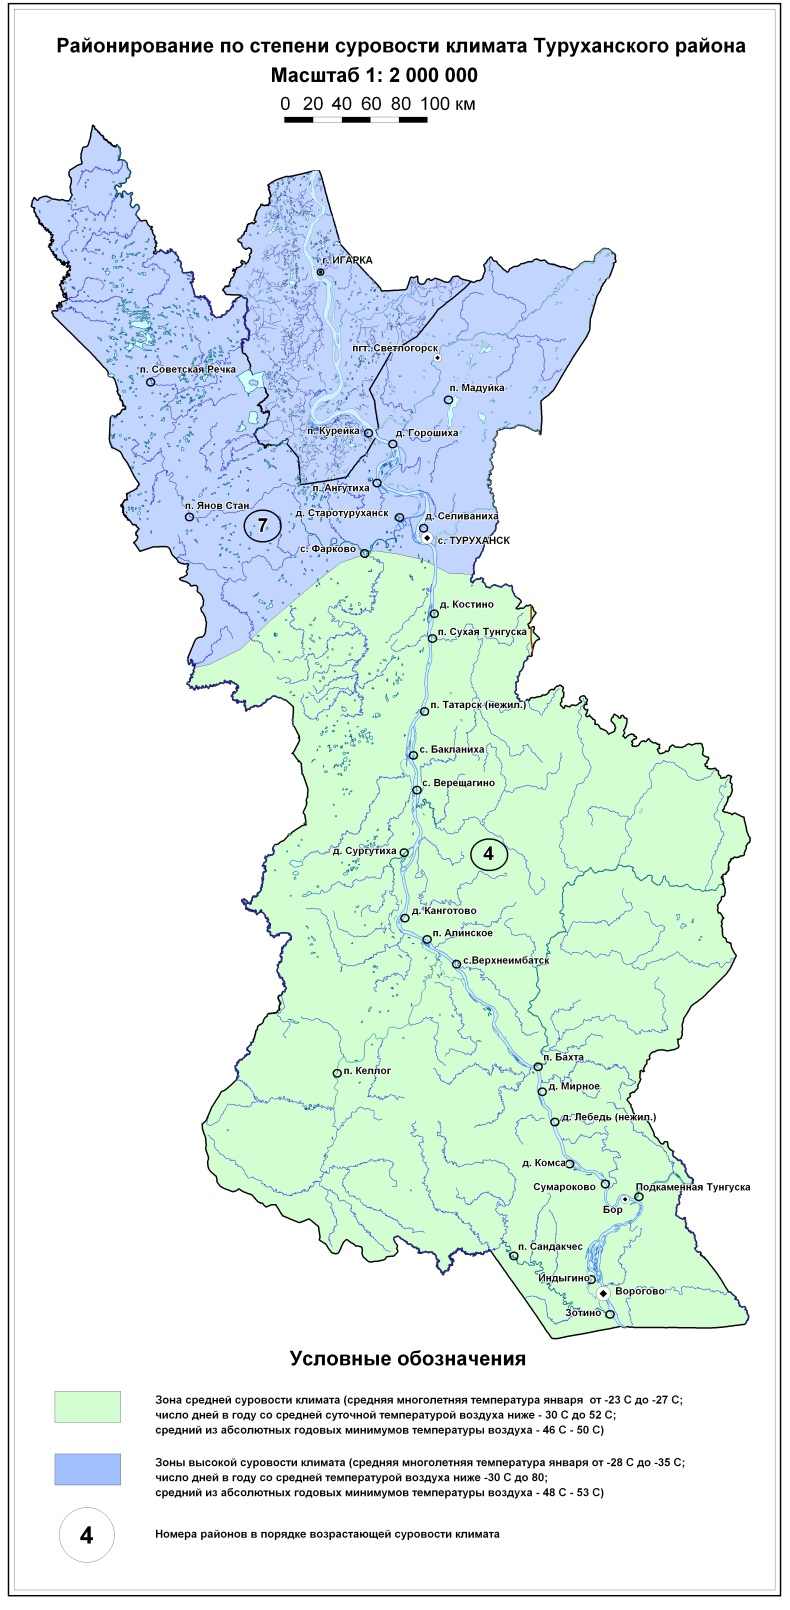 Районирование по степени суровости климата Туруханского района
Масштаб 1: 2 000 000
0 20 40 60 80 100 км
г. ИГАРКА
пгт. Светлогорск
п. Советская Речка
п. Мадуйка
п. Курейка
д. Горошиха
п. Ангутиха
п. Янов Стан
д. Старотуруханск
д. Селиваниха
7
с. ТУРУХАНСК
с. Фарково
д. Костино
п. Сухая Тунгуска
п. Татарск (нежил.)
с. Бакланиха
с. Верещагино
д. Сургутиха
4
д. Канготово
п. Алинское
с.Верхнеимбатск
п. Бахта
п. Келлог
д. Мирное
д. Лебедь (нежил.)
д. Комса
Сумароково
Подкаменная Тунгуска
Бор
п. Сандакчес
Индыгино
Ворогово
Зотино
Условные обозначения
Зона средней суровости климата (средняя многолетняя температура января от -23 С до -27 С;
число дней в году со средней суточной температурой воздуха ниже - 30 С до 52 С;
средний из абсолютных годовых минимумов температуры воздуха - 46 С - 50 С)
Зоны высокой суровости климата (средняя многолетняя температура января от -28 С до -35 С;
число дней в году со средней температурой воздуха ниже -30 С до 80;
средний из абсолютных годовых минимумов температуры воздуха - 48 С - 53 С)
4
Номера районов в порядке возрастающей суровости климата